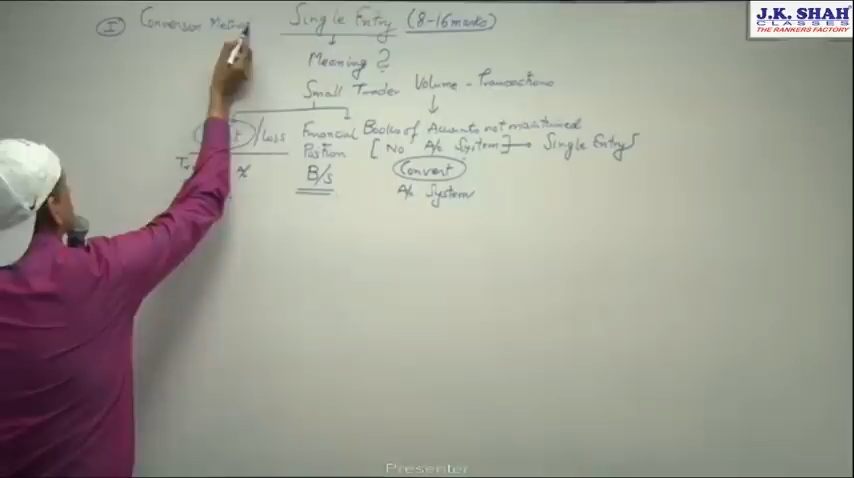 I Conversion Method
Single Entry (8-16 marks)
Meaning ?
Small Trader Volume - Transactions
/Loss Financial Books of Accounts not maintained
Position [No A/c System] → Single Entry
A/c B/s Convert
A/c System
J.K. SHAH
CLASSES
THE RANKERS FACTORY
Presenter